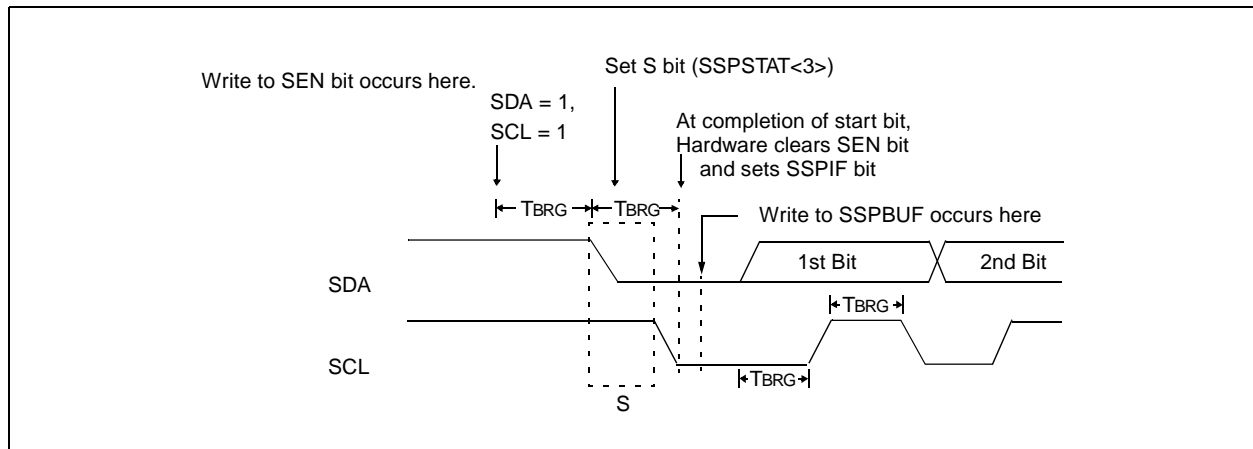 Write to SEN bit occurs here.
Set S bit (SSPSTAT<3>)
SDA = 1,
SCL = 1
At completion of start bit,
Hardware clears SEN bit
and sets SSPIF bit
TBRG
TBRG
Write to SSPBUF occurs here
SDA
1st Bit
2nd Bit
TBRG
SCL
TBRG
S